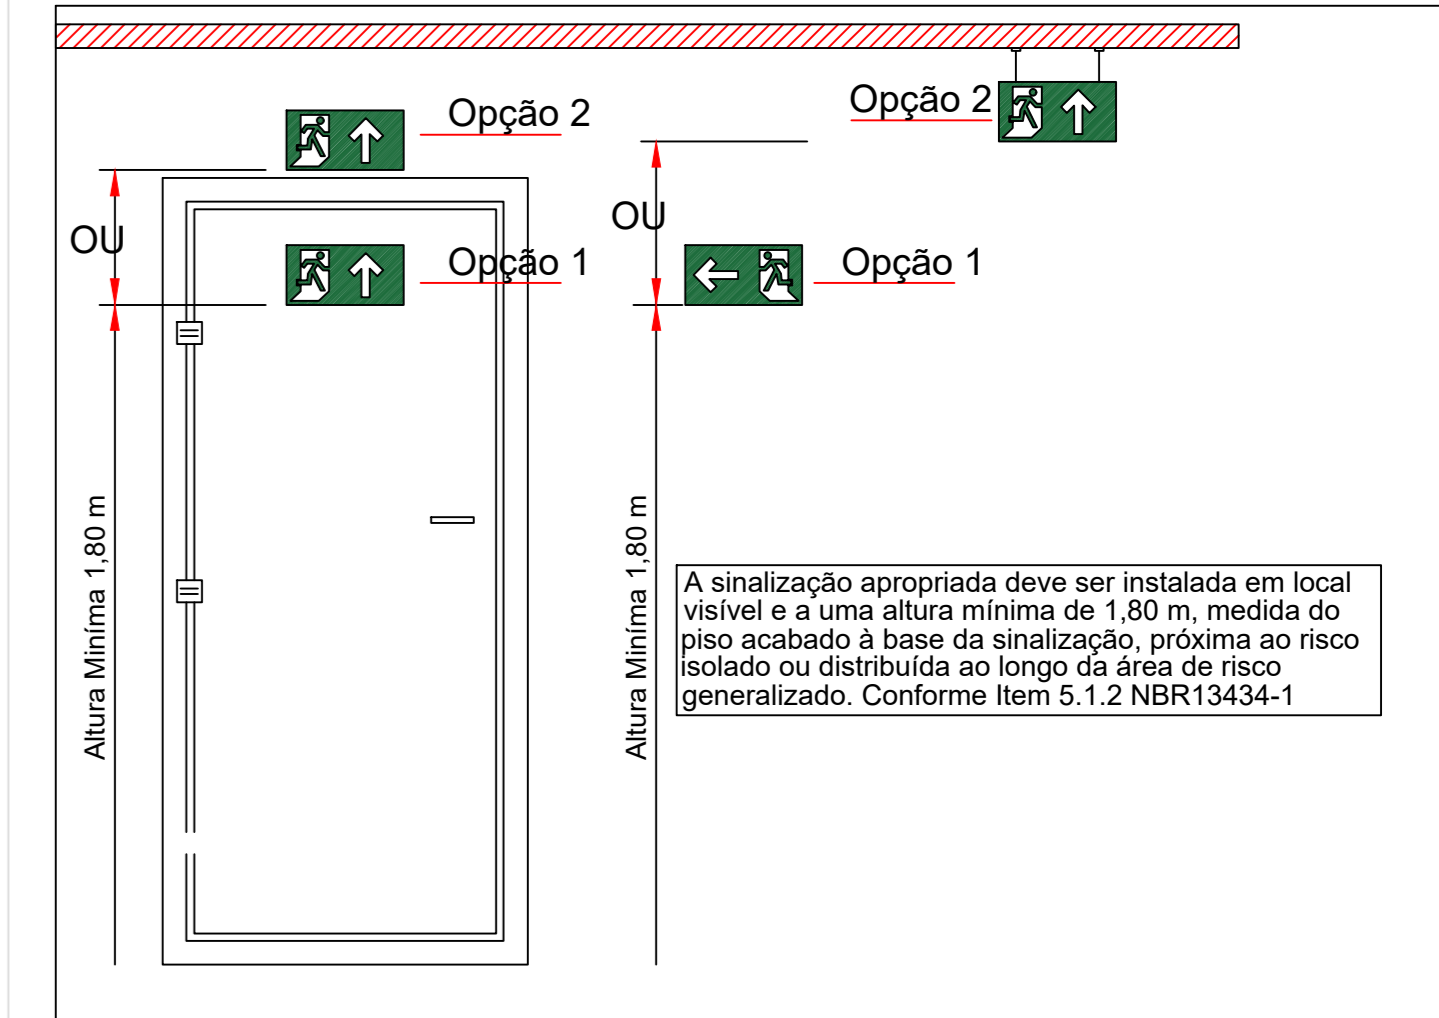 Opção 2
Opção 2
OU
OU
Opção 1
Opção 1
Altura Miníma 1,80 m
Altura Miníma 1,80 m
A sinalização apropriada deve ser instalada em local
visível e a uma altura mínima de 1,80 m, medida do
piso acabado à base da sinalização, próxima ao risco
isolado ou distribuída ao longo da área de risco
generalizado. Conforme Item 5.1.2 NBR13434-1